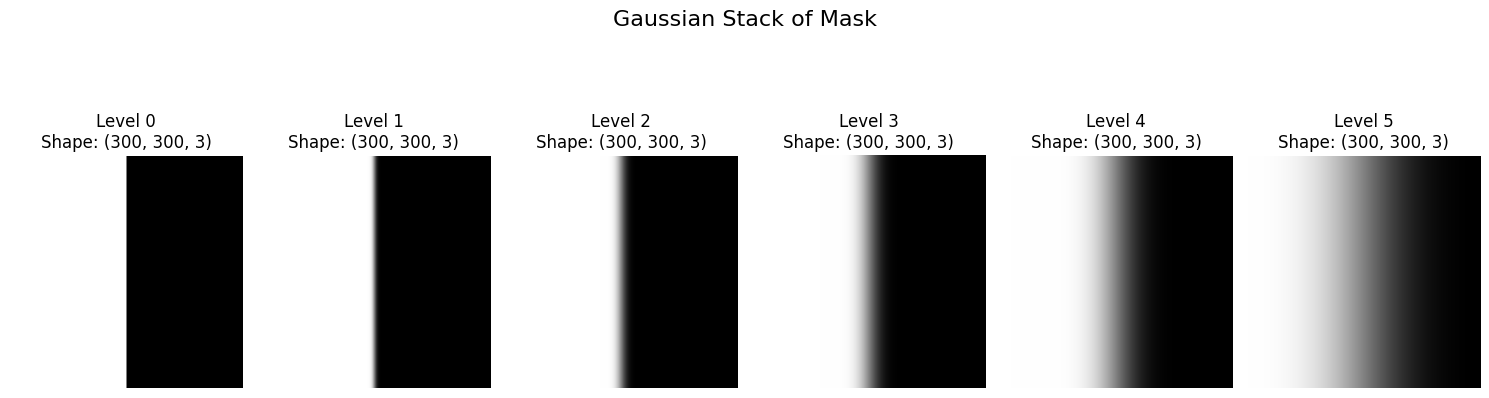 Gaussian Stack of Mask
Level 0
Shape: (300, 300, 3)
Level 1
Shape: (300, 300, 3)
Level 2
Shape: (300, 300, 3)
Level 3
Shape: (300, 300, 3)
Level 4
Shape: (300, 300, 3)
Level 5
Shape: (300, 300, 3)